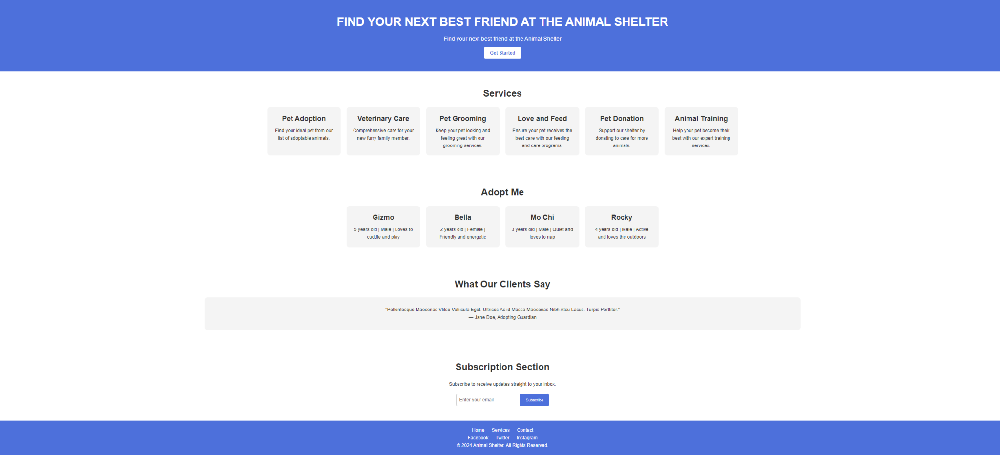 FIND YOUR NEXT BEST FRIEND AT THE ANIMAL SHELTER
Find your next best friend at the Animal Shelter
Get Started
Services
Pet Adoption
Find your ideal pet from our
list of adoptable animals.
Veterinary Care
Comprehensive care for your
new furry family member.
Pet Grooming
Keep your pet looking and
feeling great with our
grooming services.
Love and Feed
Ensure your pet receives the
best care with our feeding
and care programs.
Pet Donation
Support our shelter by
donating to care for more
animals.
Animal Training
Help your pet become their
best with our expert training
services.
Adopt Me
Gizmo
5 years old | Male | Loves to
cuddle and play
Bella
2 years old | Female |
Friendly and energetic
Mo Chi
3 years old | Male | Quiet and
loves to nap
Rocky
4 years old | Male | Active
and loves the outdoors
What Our Clients Say
"Pellentesque Maecenas Vlitse Vehicula Eget. Ultrices Ac id Massa Maecenas Nibh Atcu Lacus. Turpis Porttitor."
— Jane Doe, Adopting Guardian
Subscription Section
Subscribe to receive updates straight to your inbox.
Enter your email
Subscribe
Home Services Contact
Facebook Twitter Instagram
© 2024 Animal Shelter. All Rights Reserved.